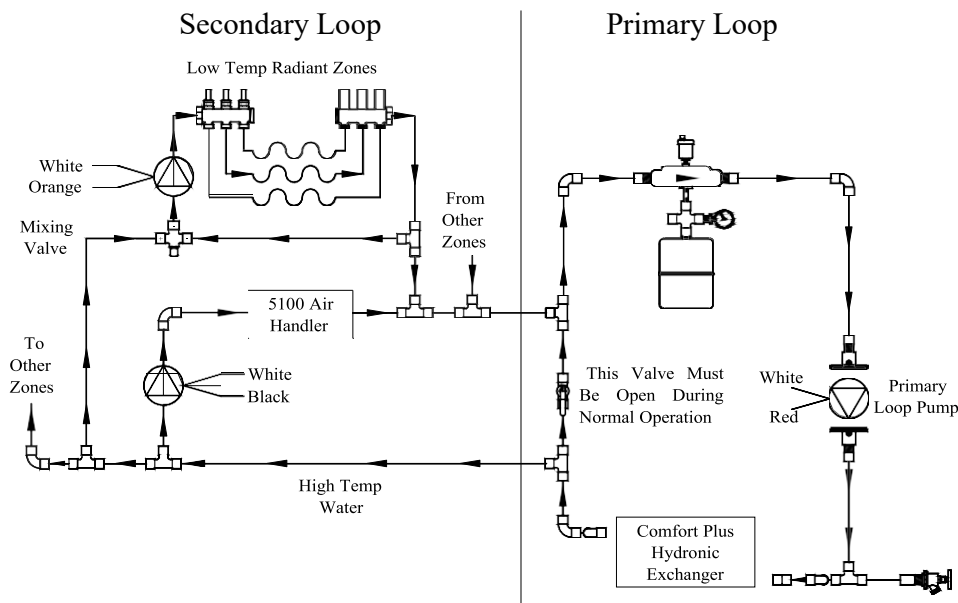 Secondary Loop
Primary Loop
Low Temp Radiant Zones
White
Orange
Mixing
Valve
From
Other
Zones
5100 Air
Handler
To
Other
Zones
White
Black
This Valve Must
Be Open During
Normal Operation
White
Red
Primary
Loop Pump
High Temp
Water
Comfort Plus
Hydronic
Exchanger